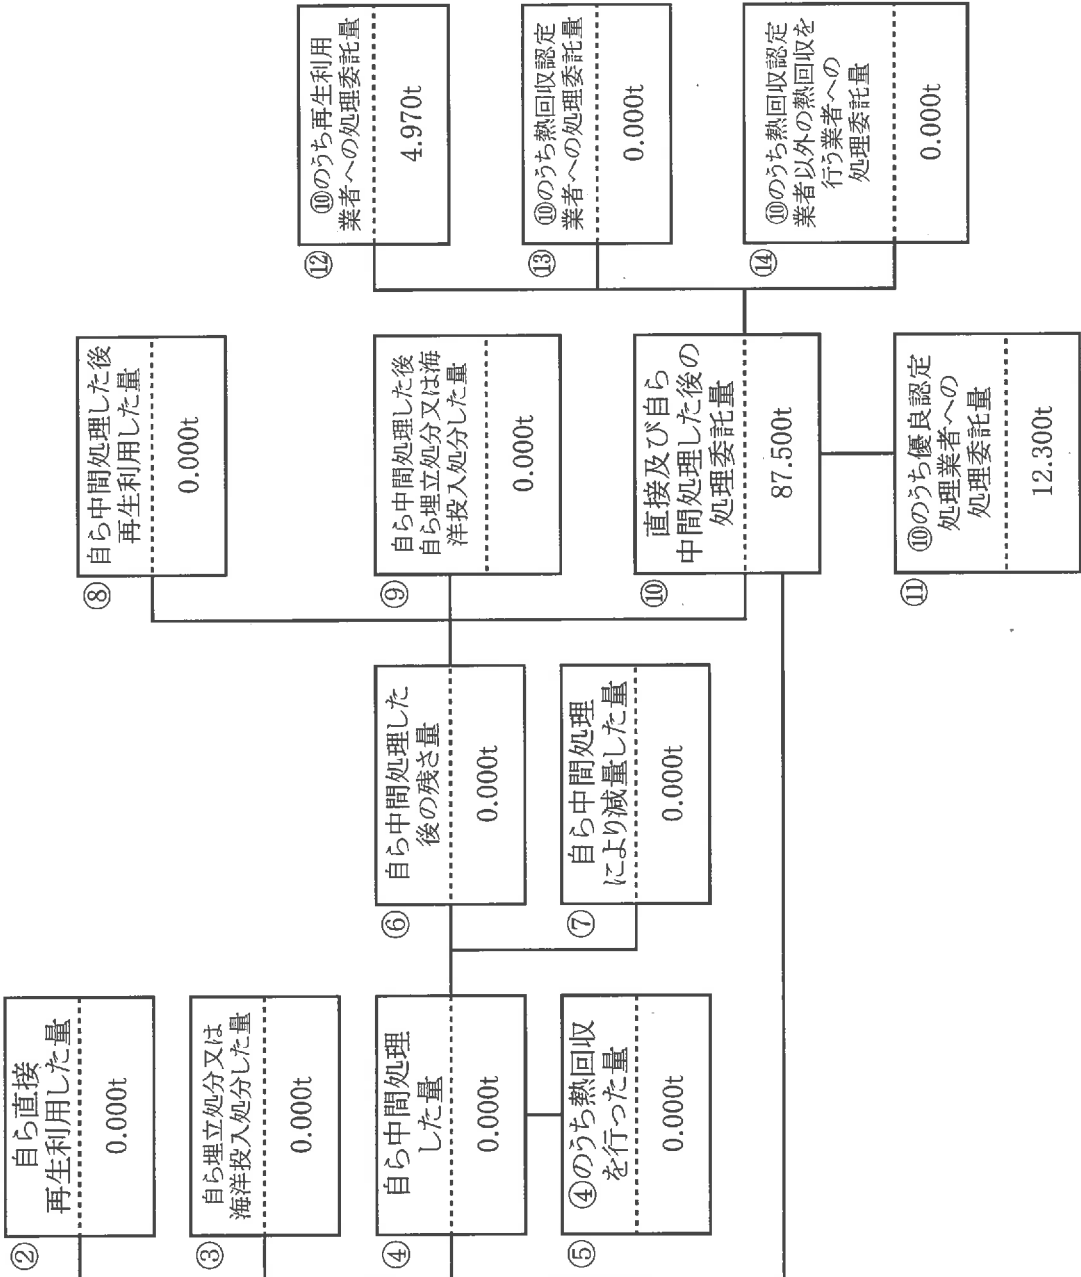 ②
自ら直接
再生利用した量
0.000t
③
自ら埋立処分又は
海洋投入処分した量
0.000t
④
自ら中間処理
した量
0.000t
⑤
④のうち熱回収
を行った量
0.000t
⑥
自ら中間処理した
後の残さ量
0.000t
⑦
自ら中間処理
により減量した量
0.000t
⑧
自ら中間処理した後
再生利用した量
0.000t
⑨
自ら中間処理した後
自ら埋立処分又は海
洋投入処分した量
0.000t
⑩
直接及び自ら
中間処理した後の
処理委託量
87.500t
⑪
⑩のうち優良認定
処理業者への
処理委託量
12.300t
⑫
⑩のうち再生利用
業者への処理委託量
4.970t
⑬
⑩のうち熱回収認定
業者への処理委託量
0.000t
⑭
⑩のうち熱回収認定
業者以外の熱回収を
行う業者への
処理委託量
0.000t